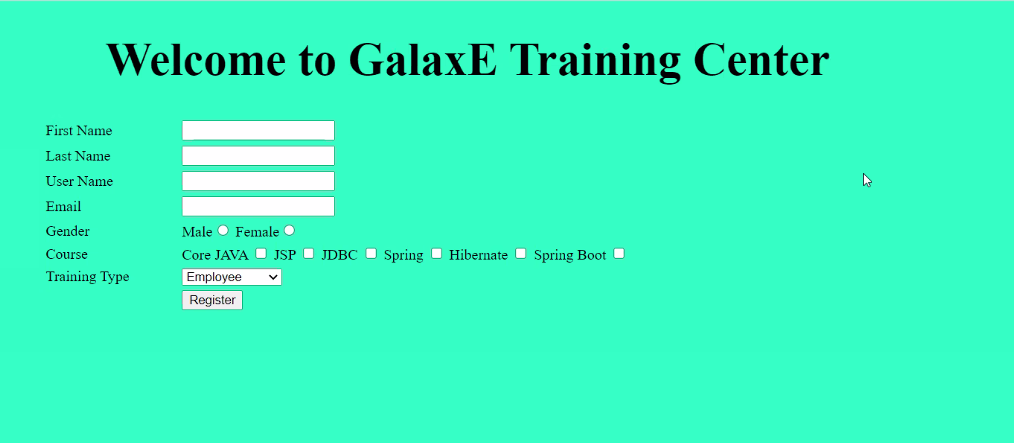 Welcome to GalaxE Training Center
First Name
Last Name
User Name
Email
Gender Male Female
Course Core JAVA JSP JDBC Spring Hibernate Spring Boot
Training Type Employee
Register